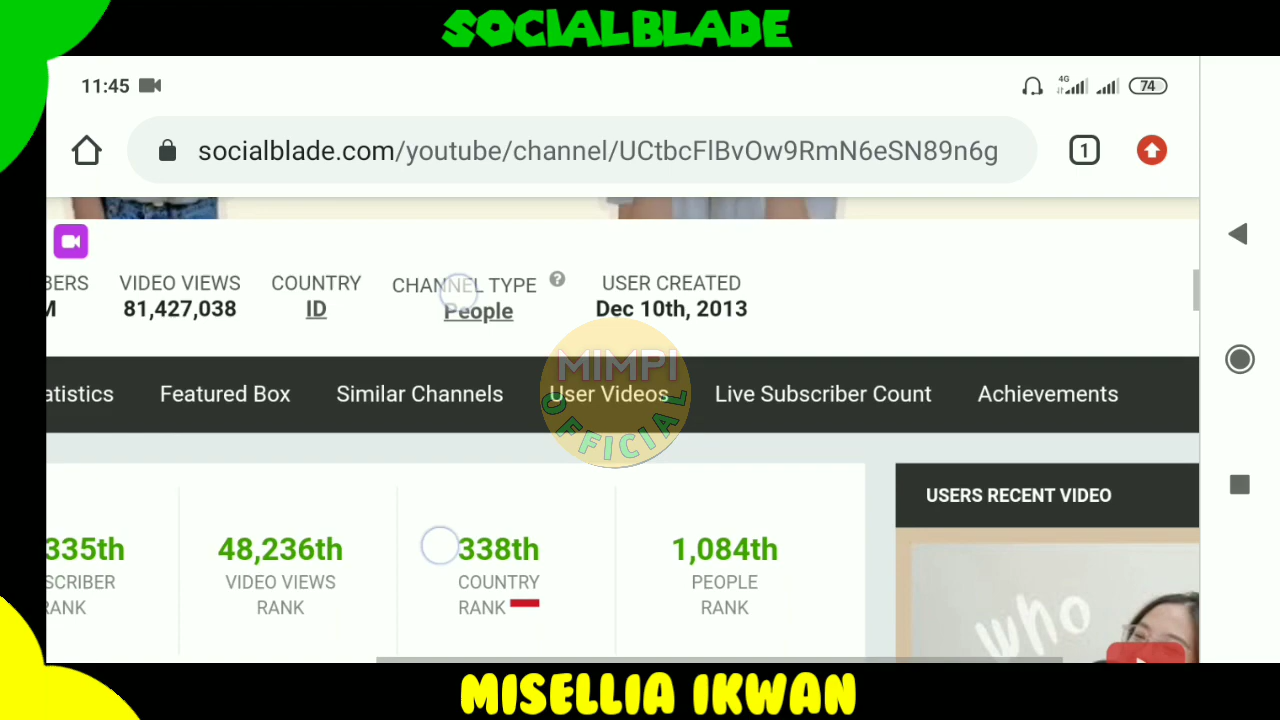 SOCIALBLADE
11:45
4G
74
socialblade.com/youtube/channel/UCtbcFlBvOw9RmN6eSN89n6g
1
BERS VIDEO VIEWS COUNTRY CHANNEL TYPE ? USER CREATED
M 81,427,038 ID People Dec 10th, 2013
MIMPI
OFFICIAL
atistics Featured Box Similar Channels User Videos Live Subscriber Count Achievements
USERS RECENT VIDEO
335th 48,236th 338th 1,084th
SCRIBER VIDEO VIEWS COUNTRY PEOPLE
RANK RANK RANK RANK
who
MISELLIA IKWAN